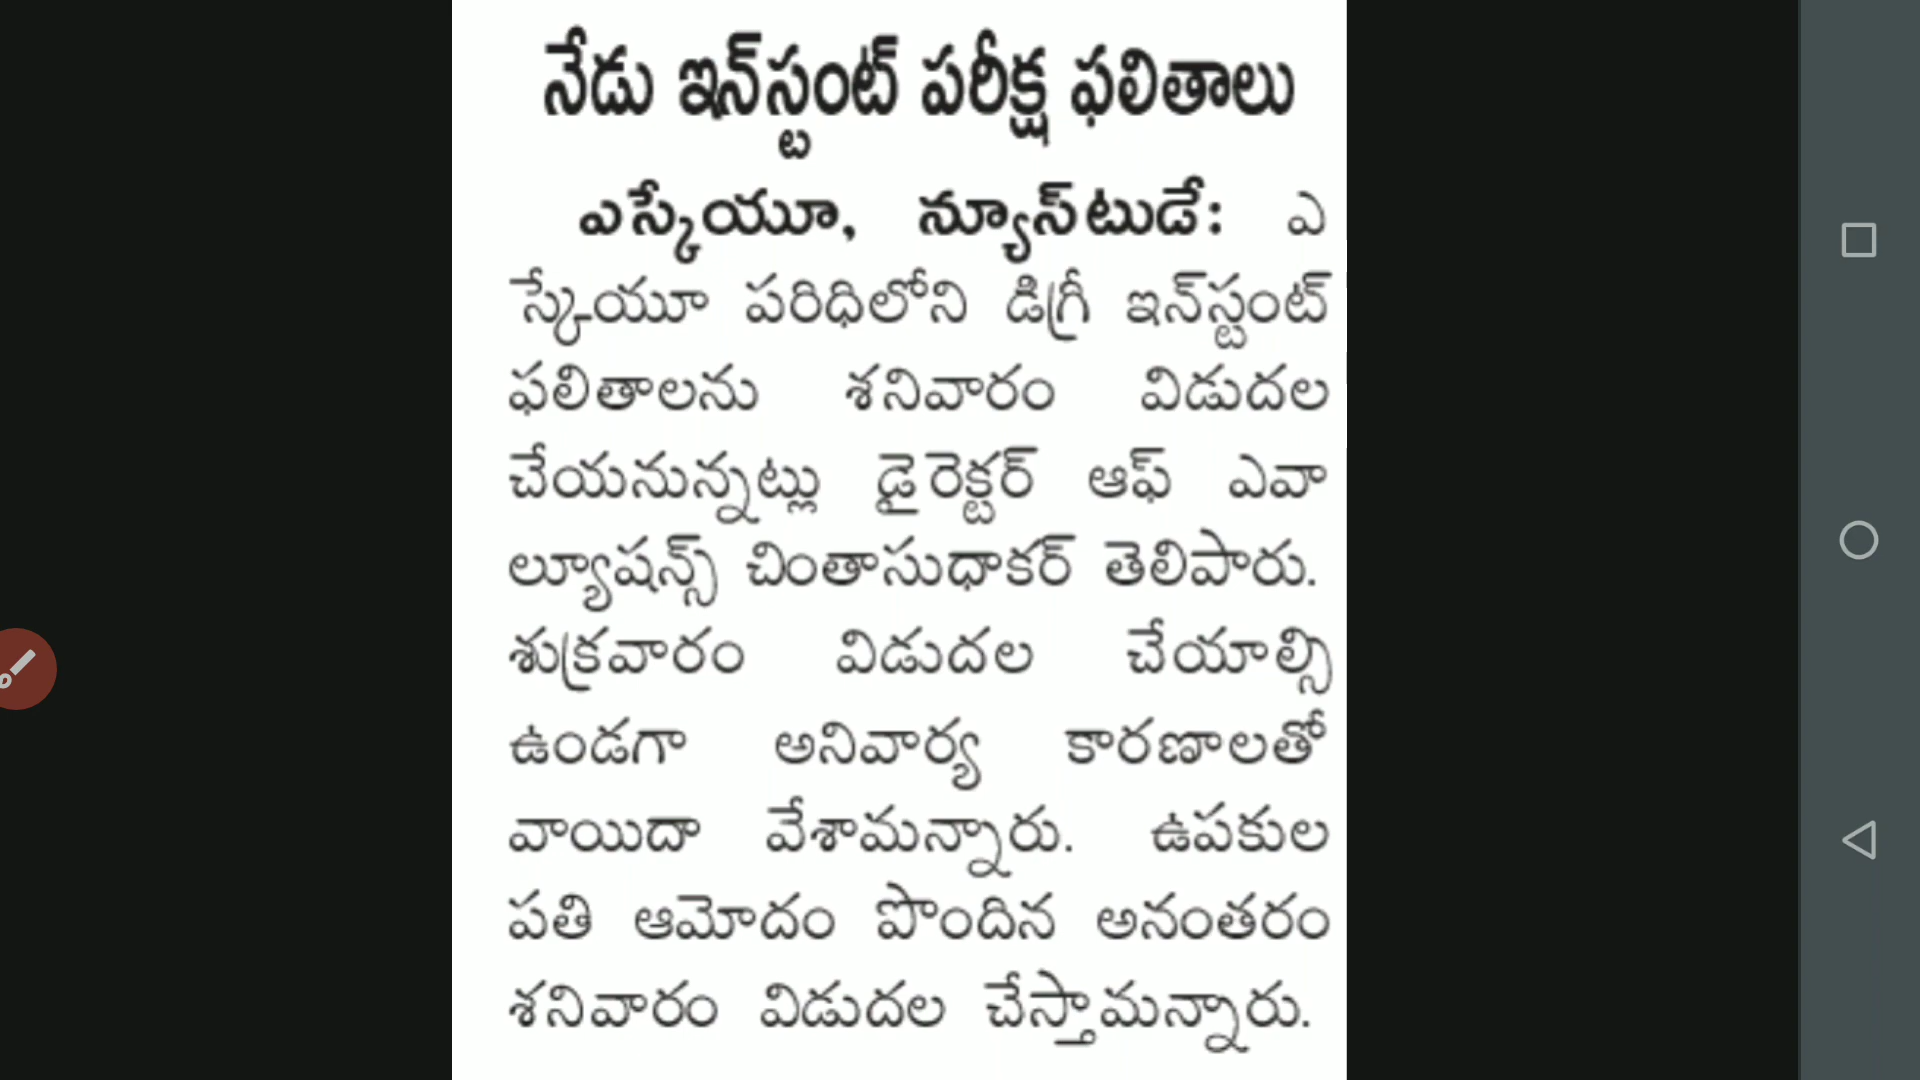 నేడు ఇన్‌స్టంట్ పరీక్ష ఫలితాలు
ఎస్కేయూ, న్యూస్‌టుడే: ఎ
స్కేయూ పరిధిలోని డిగ్రీ ఇన్‌స్టంట్
ఫలితాలను శనివారం విడుదల
చేయనున్నట్లు డైరెక్టర్ ఆఫ్ ఎవా
ల్యూషన్స్ చింతాసుధాకర్ తెలిపారు.
శుక్రవారం విడుదల చేయాల్సి
ఉండగా అనివార్య కారణాలతో
వాయిదా వేశామన్నారు. ఉపకుల
పతి ఆమోదం పొందిన అనంతరం
శనివారం విడుదల చేస్తామన్నారు.